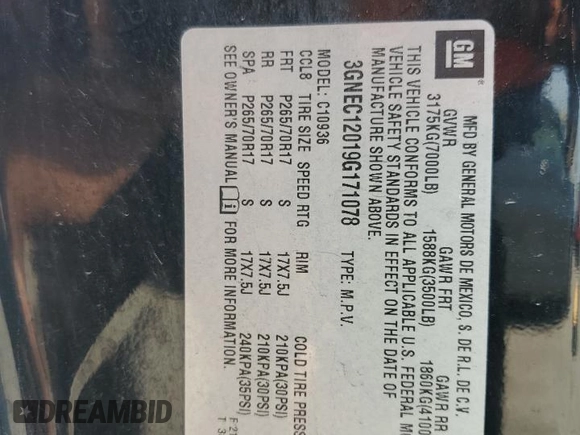 GM
MFD BY GENERAL MOTORS DE MEXICO, S. DE R.L. DE C.V.
GVWR GAWR FRT GAWR RR
3175KG(7000LB) 1588KG(3500LB) 1860KG(4100
THIS VEHICLE CONFORMS TO ALL APPLICABLE U.S. FEDERAL M
VEHICLE SAFETY STANDARDS IN EFFECT ON THE DATE OF
MANUFACTURE SHOWN ABOVE.
3GNEC12019G171078 TYPE: M.P.V.
MODEL: C10936
CCL8 TIRE SIZE SPEED RTG RIM COLD TIRE PRESS
FRT P265/70R17 S 17X7.5J 210KPA(30PSI)
RR P265/70R17 S 17X7.5J 210KPA(30PSI)
SPA P265/70R17 S 17X7.5J 240KPA(35PSI)
SEE OWNER'S MANUAL FOR MORE INFORMATION.
DREAMBID